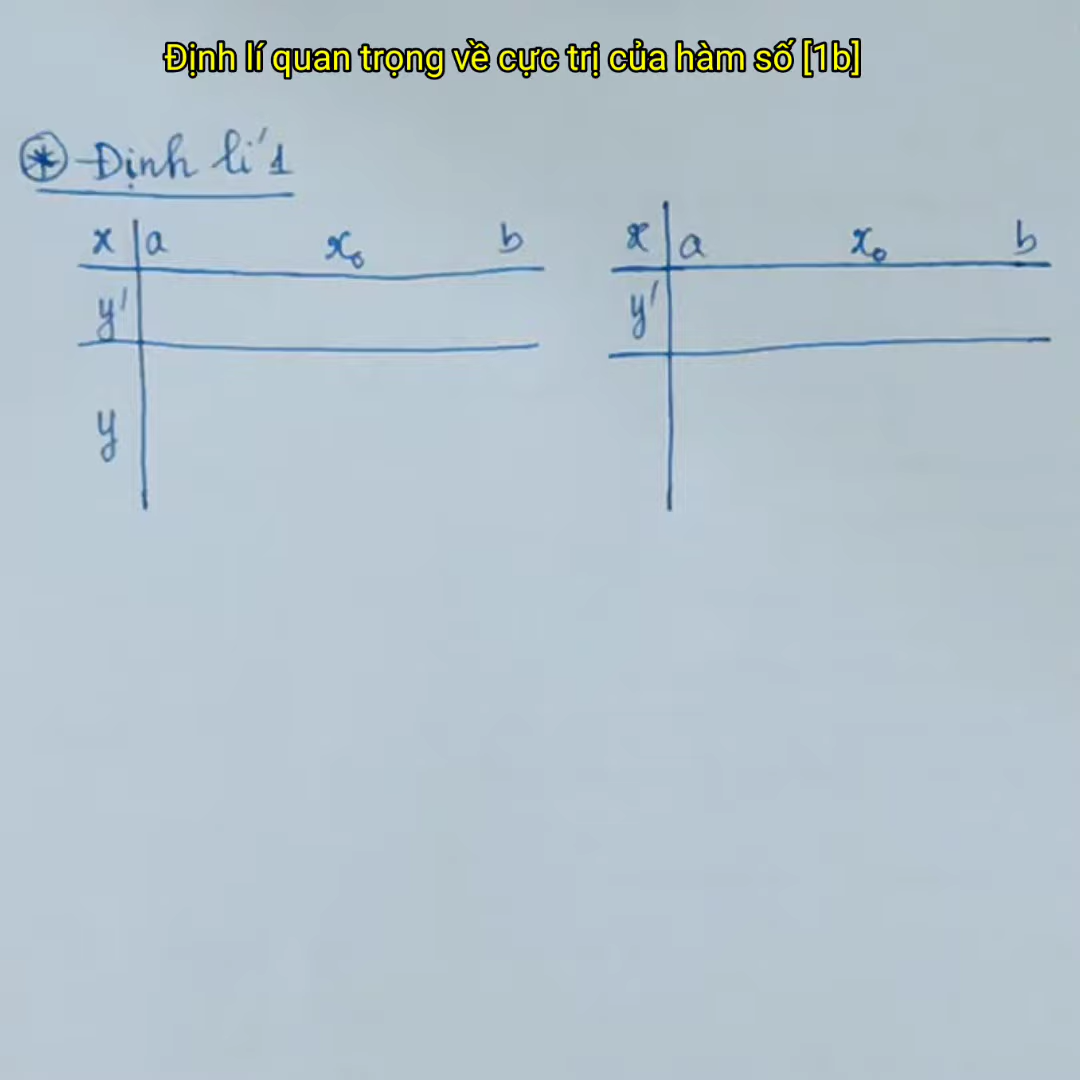 Định lí quan trọng về cực trị của hàm số [1b]
* Định lí 1
x a x₀ b
y'
y
x a x₀ b
y'